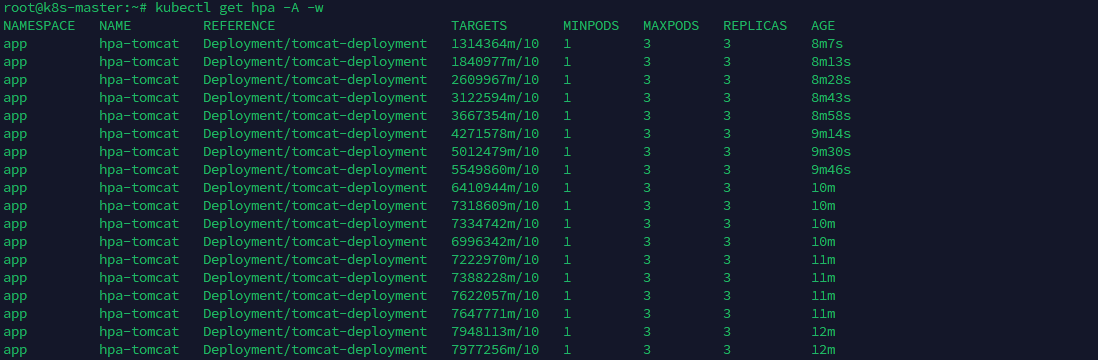 root@k8s-master:~# kubectl get hpa -A -w
NAMESPACE   NAME         REFERENCE                      TARGETS       MINPODS   MAXPODS   REPLICAS   AGE
app         hpa-tomcat   Deployment/tomcat-deployment   1314364m/10   1         3         3          8m7s
app         hpa-tomcat   Deployment/tomcat-deployment   1840977m/10   1         3         3          8m13s
app         hpa-tomcat   Deployment/tomcat-deployment   2609967m/10   1         3         3          8m28s
app         hpa-tomcat   Deployment/tomcat-deployment   3122594m/10   1         3         3          8m43s
app         hpa-tomcat   Deployment/tomcat-deployment   3667354m/10   1         3         3          8m58s
app         hpa-tomcat   Deployment/tomcat-deployment   4271578m/10   1         3         3          9m14s
app         hpa-tomcat   Deployment/tomcat-deployment   5012479m/10   1         3         3          9m30s
app         hpa-tomcat   Deployment/tomcat-deployment   5549860m/10   1         3         3          9m46s
app         hpa-tomcat   Deployment/tomcat-deployment   6410944m/10   1         3         3          10m
app         hpa-tomcat   Deployment/tomcat-deployment   7318609m/10   1         3         3          10m
app         hpa-tomcat   Deployment/tomcat-deployment   7334742m/10   1         3         3          10m
app         hpa-tomcat   Deployment/tomcat-deployment   6996342m/10   1         3         3          10m
app         hpa-tomcat   Deployment/tomcat-deployment   7222970m/10   1         3         3          11m
app         hpa-tomcat   Deployment/tomcat-deployment   7388228m/10   1         3         3          11m
app         hpa-tomcat   Deployment/tomcat-deployment   7622057m/10   1         3         3          11m
app         hpa-tomcat   Deployment/tomcat-deployment   7647771m/10   1         3         3          11m
app         hpa-tomcat   Deployment/tomcat-deployment   7948113m/10   1         3         3          12m
app         hpa-tomcat   Deployment/tomcat-deployment   7977256m/10   1         3         3          12m